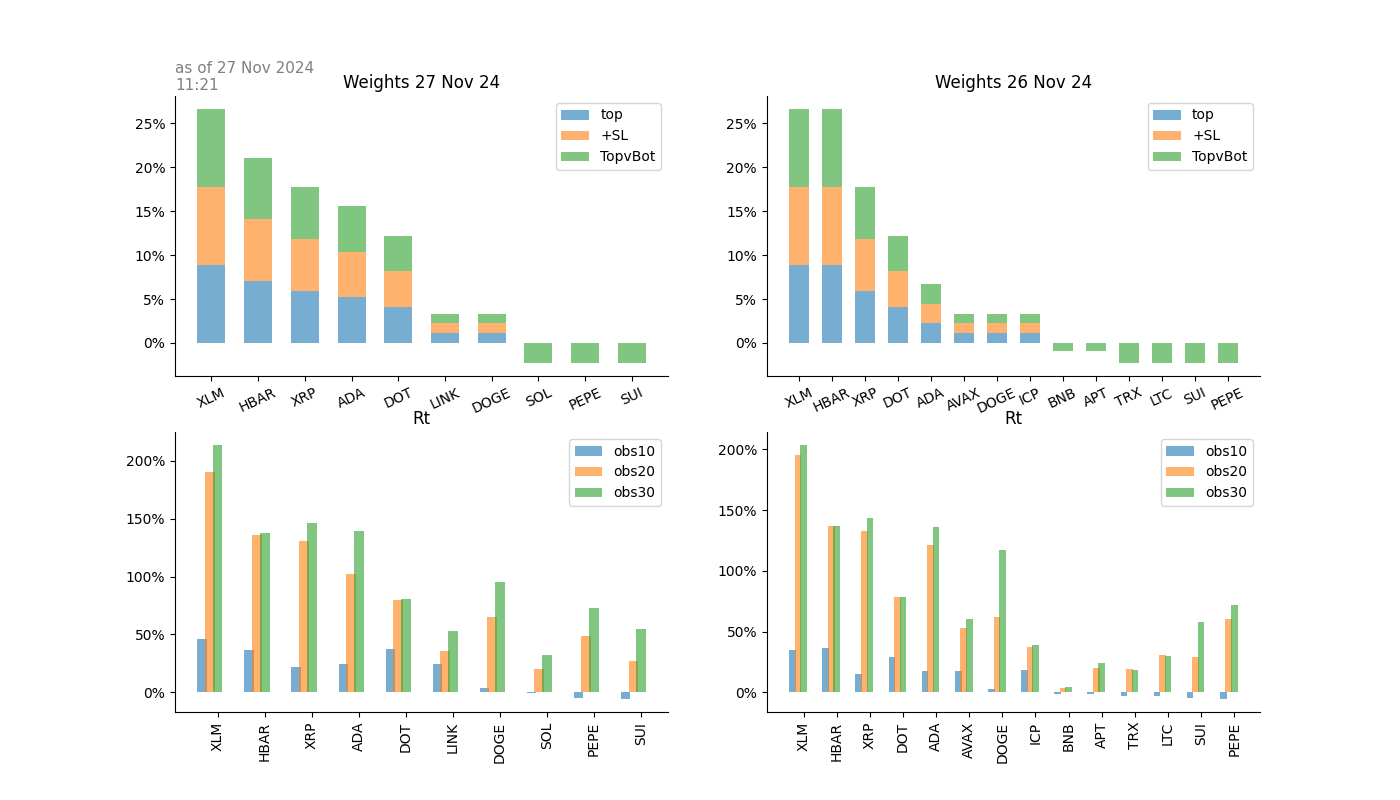 as of 27 Nov 2024
11:21
Weights 27 Nov 24
25%
20%
15%
10%
5%
0%
top
+SL
TopvBot
XLM HBAR XRP ADA DOT LINK DOGE SOL PEPE SUI
Weights 26 Nov 24
25%
20%
15%
10%
5%
0%
top
+SL
TopvBot
XLM HBAR XRP DOT ADA AVAX DOGE ICP BNB APT TRX LTC SUI PEPE
Rt
200%
150%
100%
50%
0%
obs10
obs20
obs30
XLM HBAR XRP ADA DOT LINK DOGE SOL PEPE SUI
Rt
200%
150%
100%
50%
0%
obs10
obs20
obs30
XLM HBAR XRP DOT ADA AVAX DOGE ICP BNB APT TRX LTC SUI PEPE